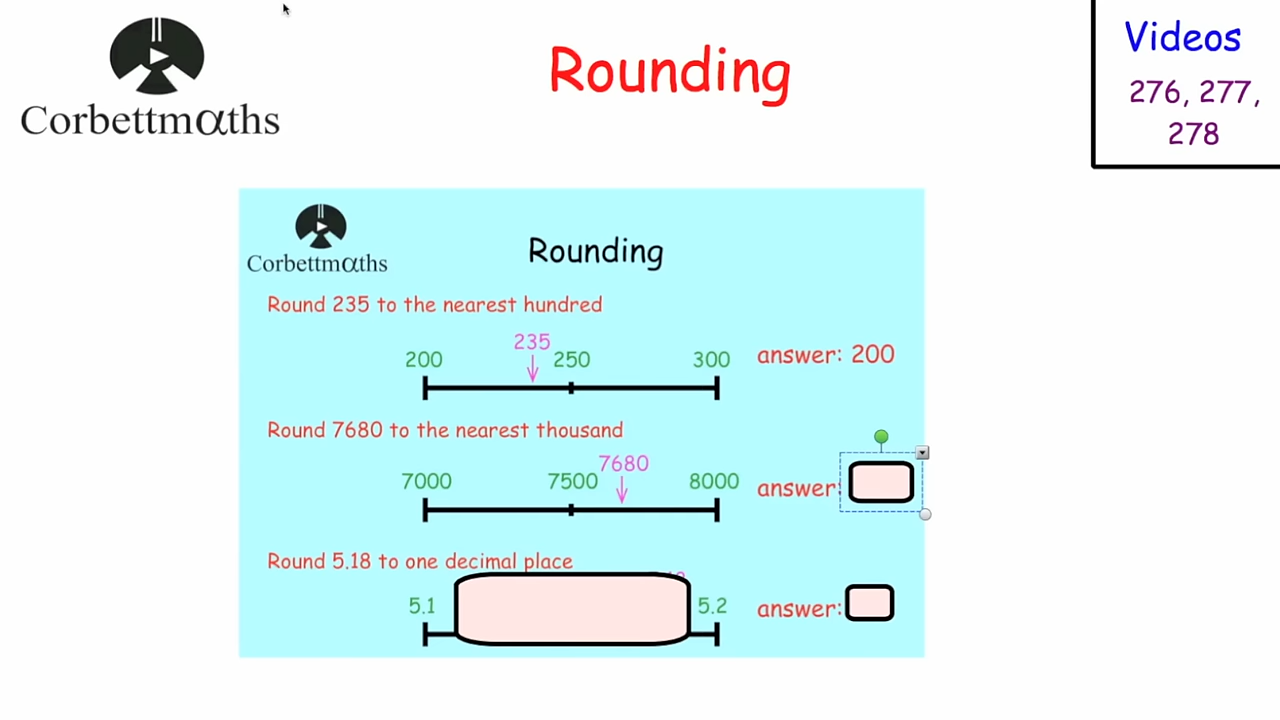 Corbettmαths
Rounding
Videos
276, 277,
278
Corbettmαths
Rounding
Round 235 to the nearest hundred
235
200 250 300
answer: 200
Round 7680 to the nearest thousand
7680
7000 7500 8000
answer:
Round 5.18 to one decimal place
5.1 5.2
answer: